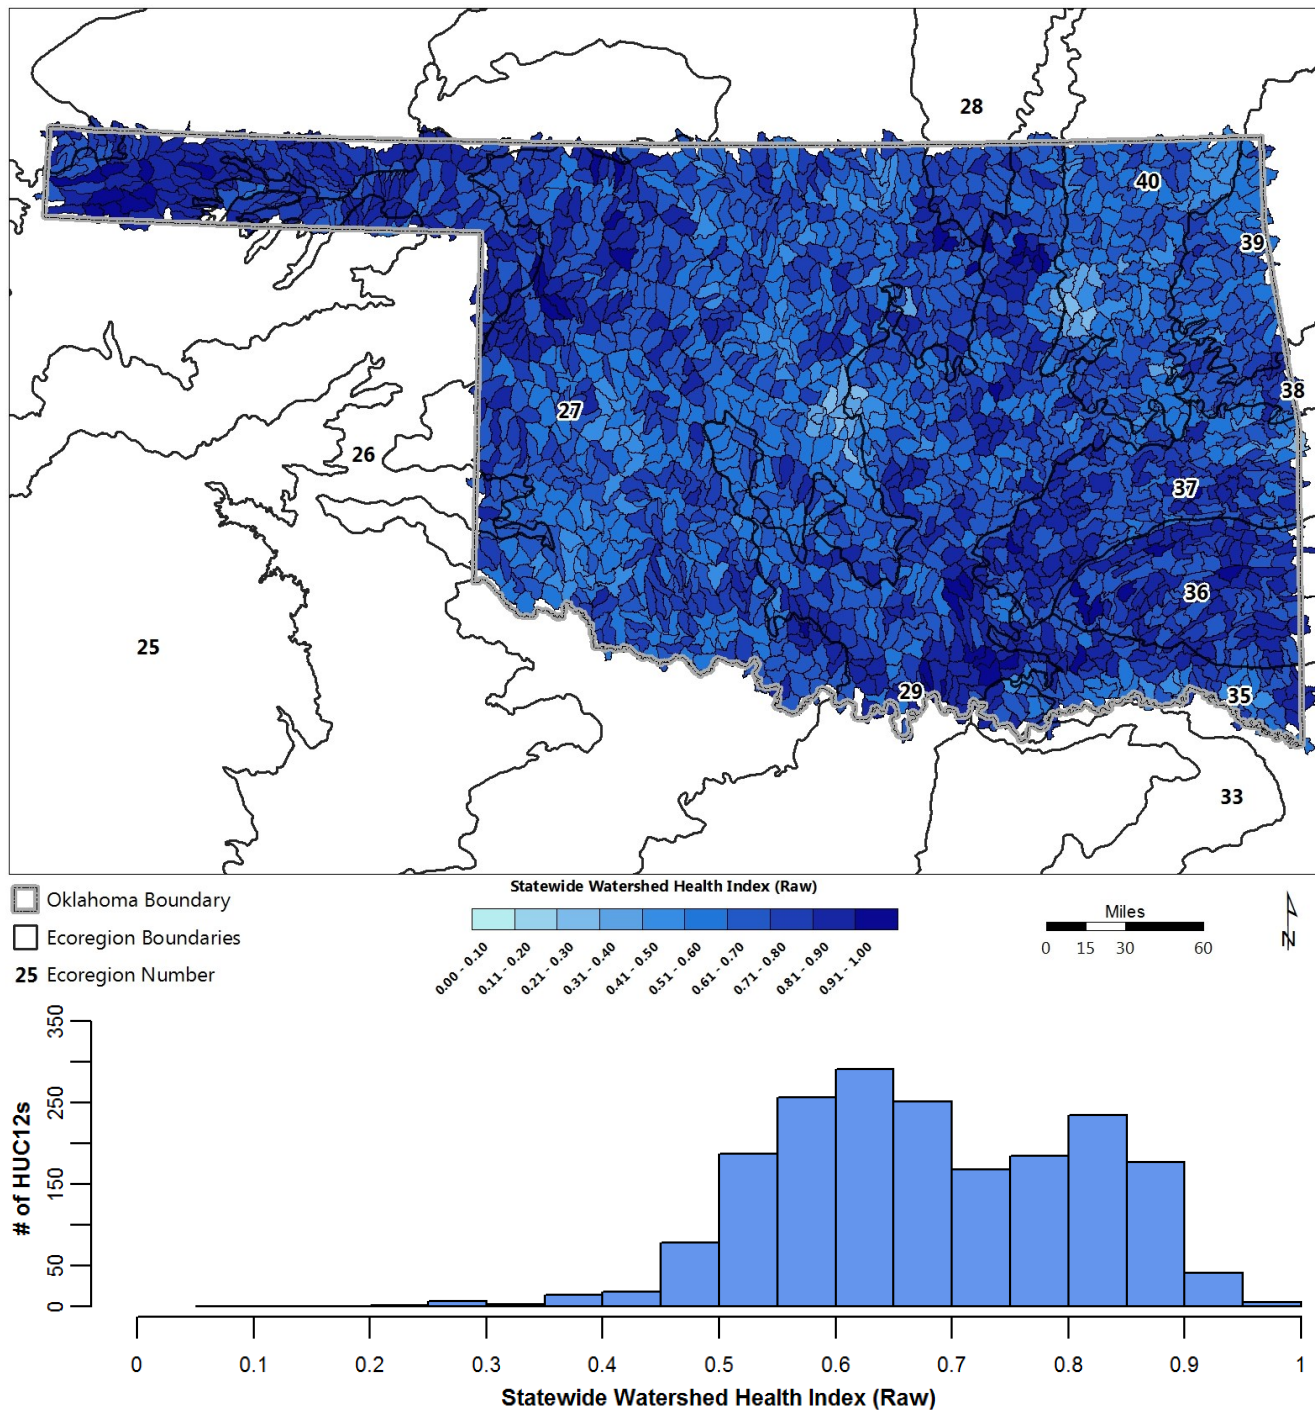 28
40
39
38
27
26
37
36
25
29
35
33
Oklahoma Boundary
Ecoregion Boundaries
25 Ecoregion Number
Statewide Watershed Health Index (Raw)
0.00 - 0.10
0.11 - 0.20
0.21 - 0.30
0.31 - 0.40
0.41 - 0.50
0.51 - 0.60
0.61 - 0.70
0.71 - 0.80
0.81 - 0.90
0.91 - 1.00
Miles
0 15 30 60
N
350
250
150
50
0
# of HUC12s
0 0.1 0.2 0.3 0.4 0.5 0.6 0.7 0.8 0.9 1
Statewide Watershed Health Index (Raw)